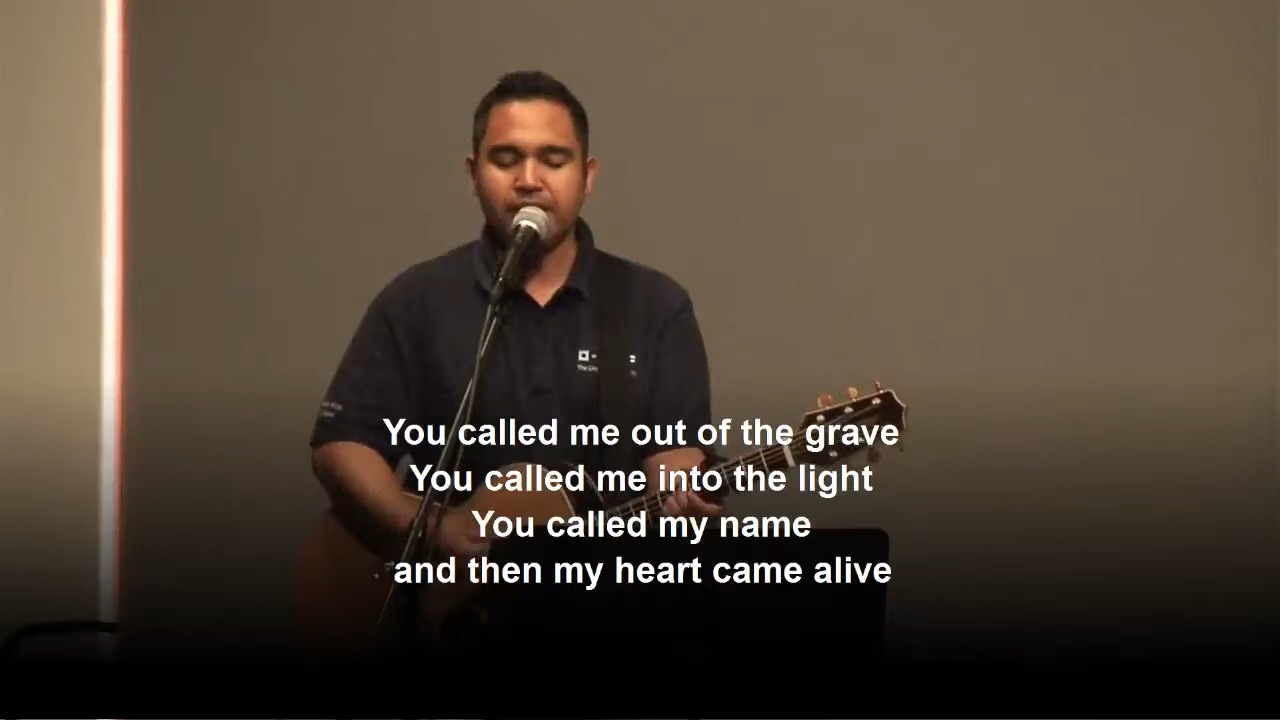 You called me out of the grave
You called me into the light
You called my name
and then my heart came alive